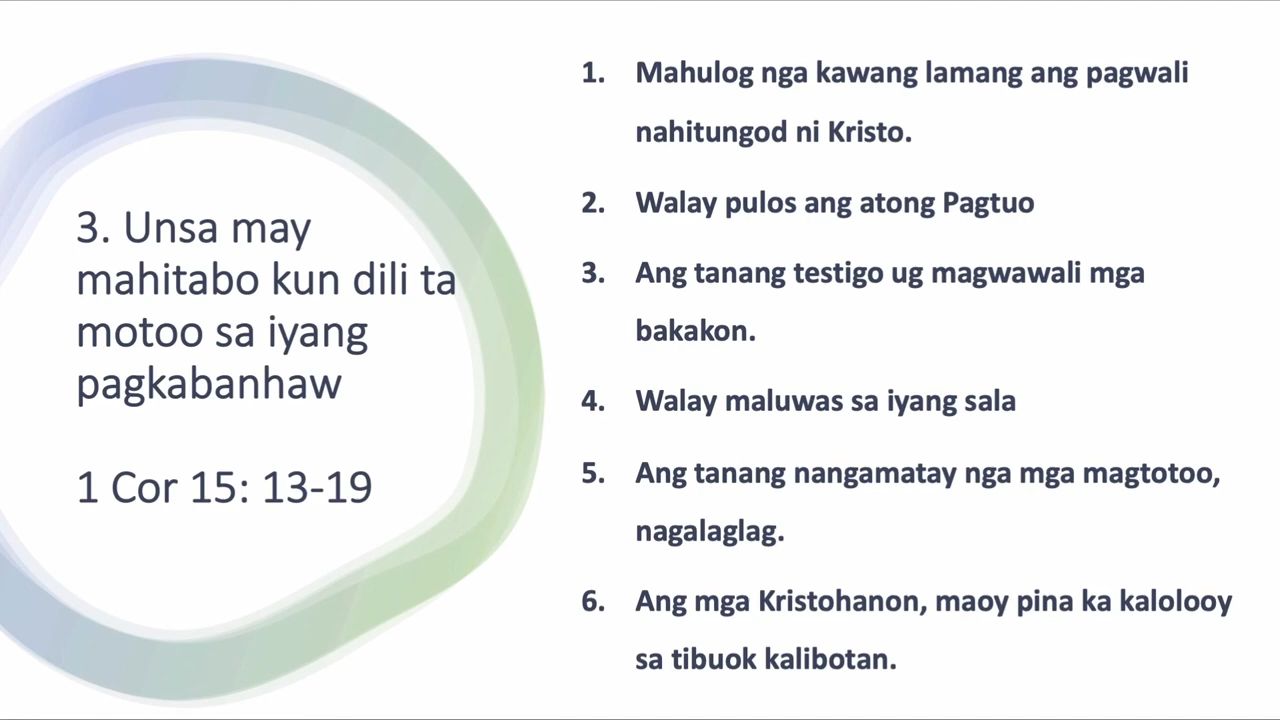 3. Unsa may
mahitabo kun dili ta
motoo sa iyang
pagkabanhaw
1 Cor 15: 13-19
1. Mahulog nga kawang lamang ang pagwali
nahitungod ni Kristo.
2. Walay pulos ang atong Pagtuo
3. Ang tanang testigo ug magwawali mga
bakakon.
4. Walay maluwas sa iyang sala
5. Ang tanang nangamatay nga mga magtotoo,
nagalaglag.
6. Ang mga Kristohanon, maoy pina ka kalolooy
sa tibuok kalibotan.